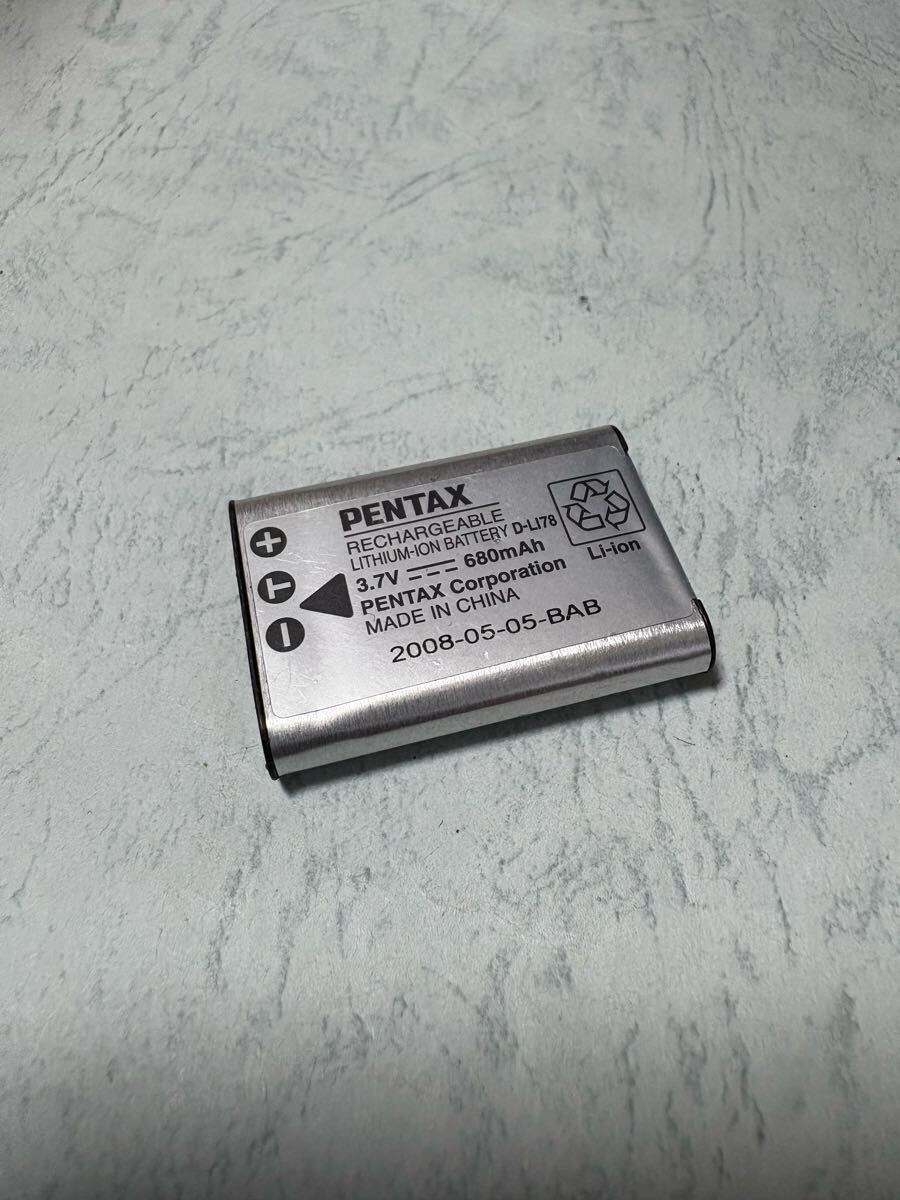 PENTAX
RECHARGEABLE
LITHIUM-ION BATTERY D-LI78
3.7V 680mAh
PENTAX Corporation
MADE IN CHINA
2008-05-05-BAB
+
T
−
Li-ion